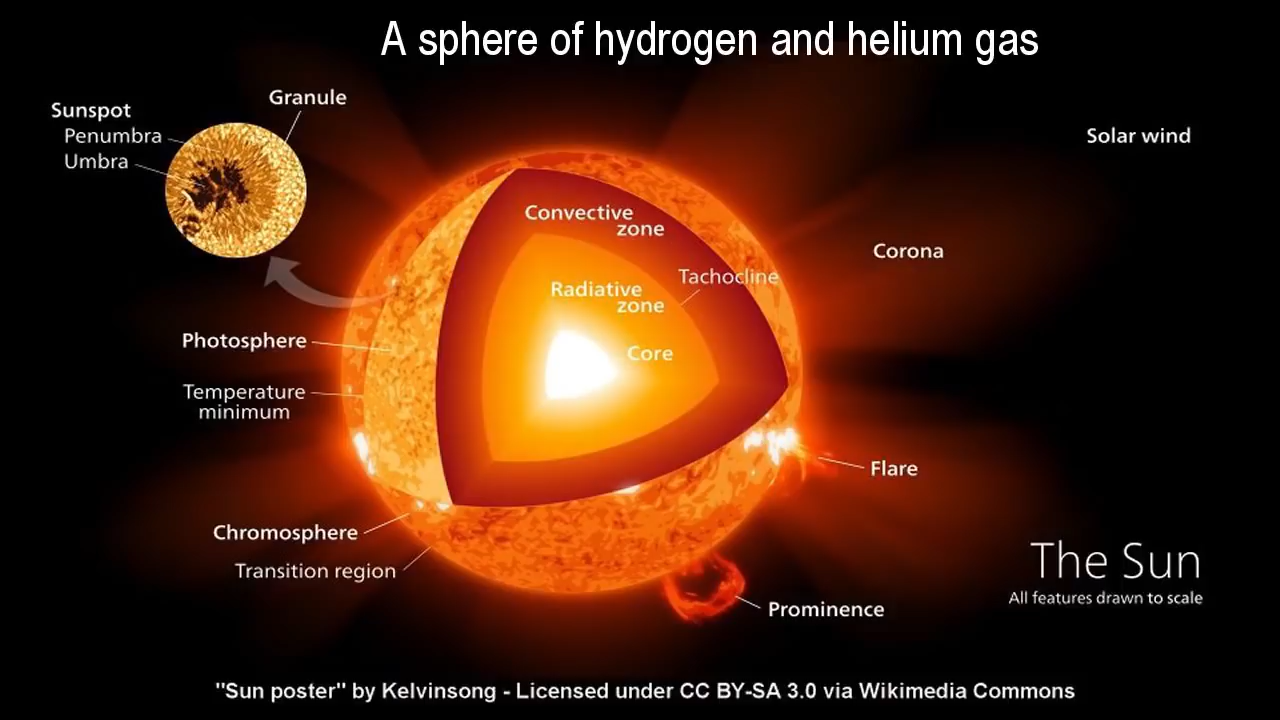 A sphere of hydrogen and helium gas
Sunspot
Penumbra
Umbra
Granule
Solar wind
Convective
zone
Corona
Radiative
zone
Tachocline
Core
Photosphere
Temperature
minimum
Flare
Chromosphere
Transition region
The Sun
All features drawn to scale
Prominence
"Sun poster" by Kelvinsong - Licensed under CC BY-SA 3.0 via Wikimedia Commons